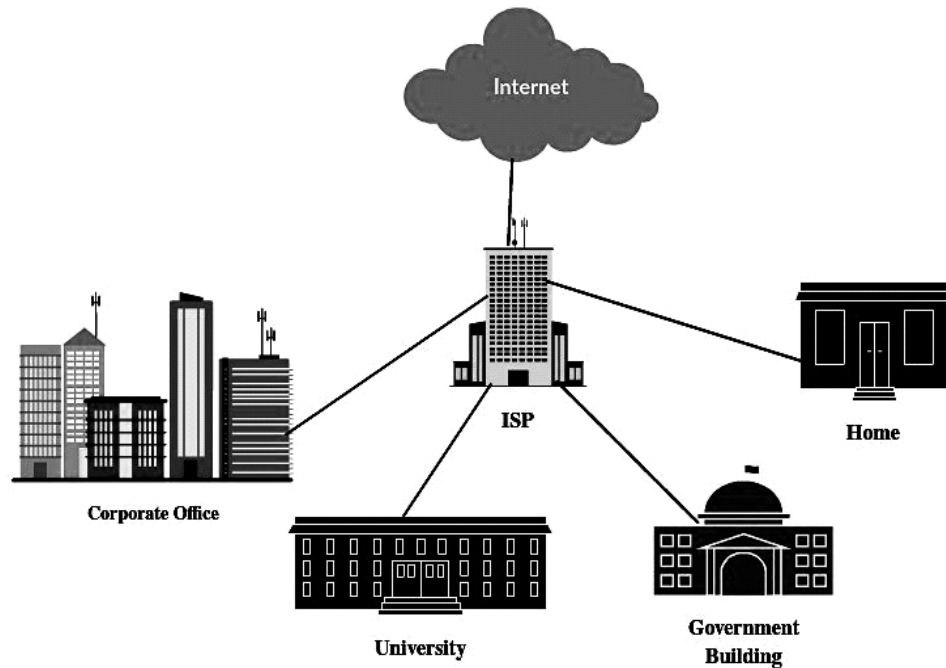 Internet
ISP
Home
Corporate Office
University
Government
Building